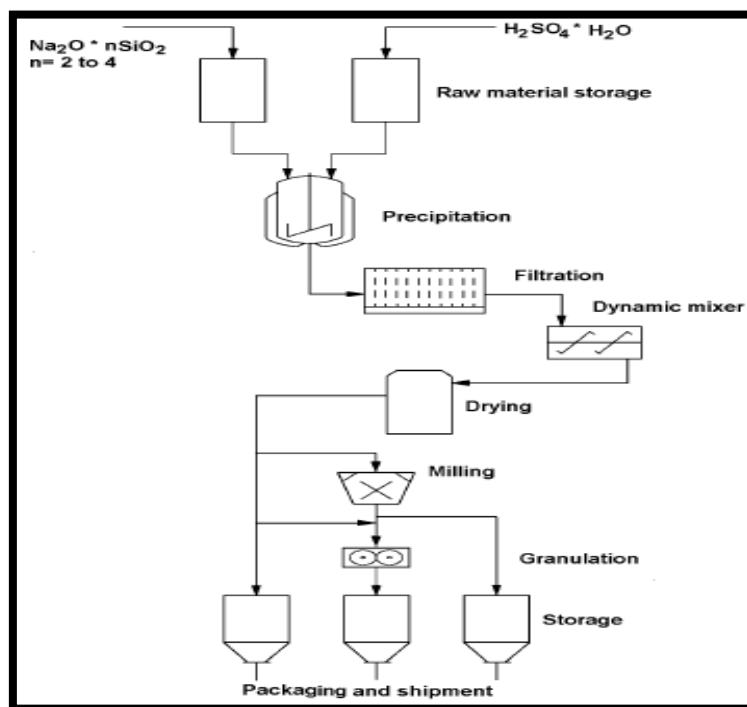 Na₂O * nSiO₂
n= 2 to 4
H₂SO₄* H₂O
Raw material storage
Precipitation
Filtration
Dynamic mixer
Drying
Milling
Granulation
Storage
Packaging and shipment